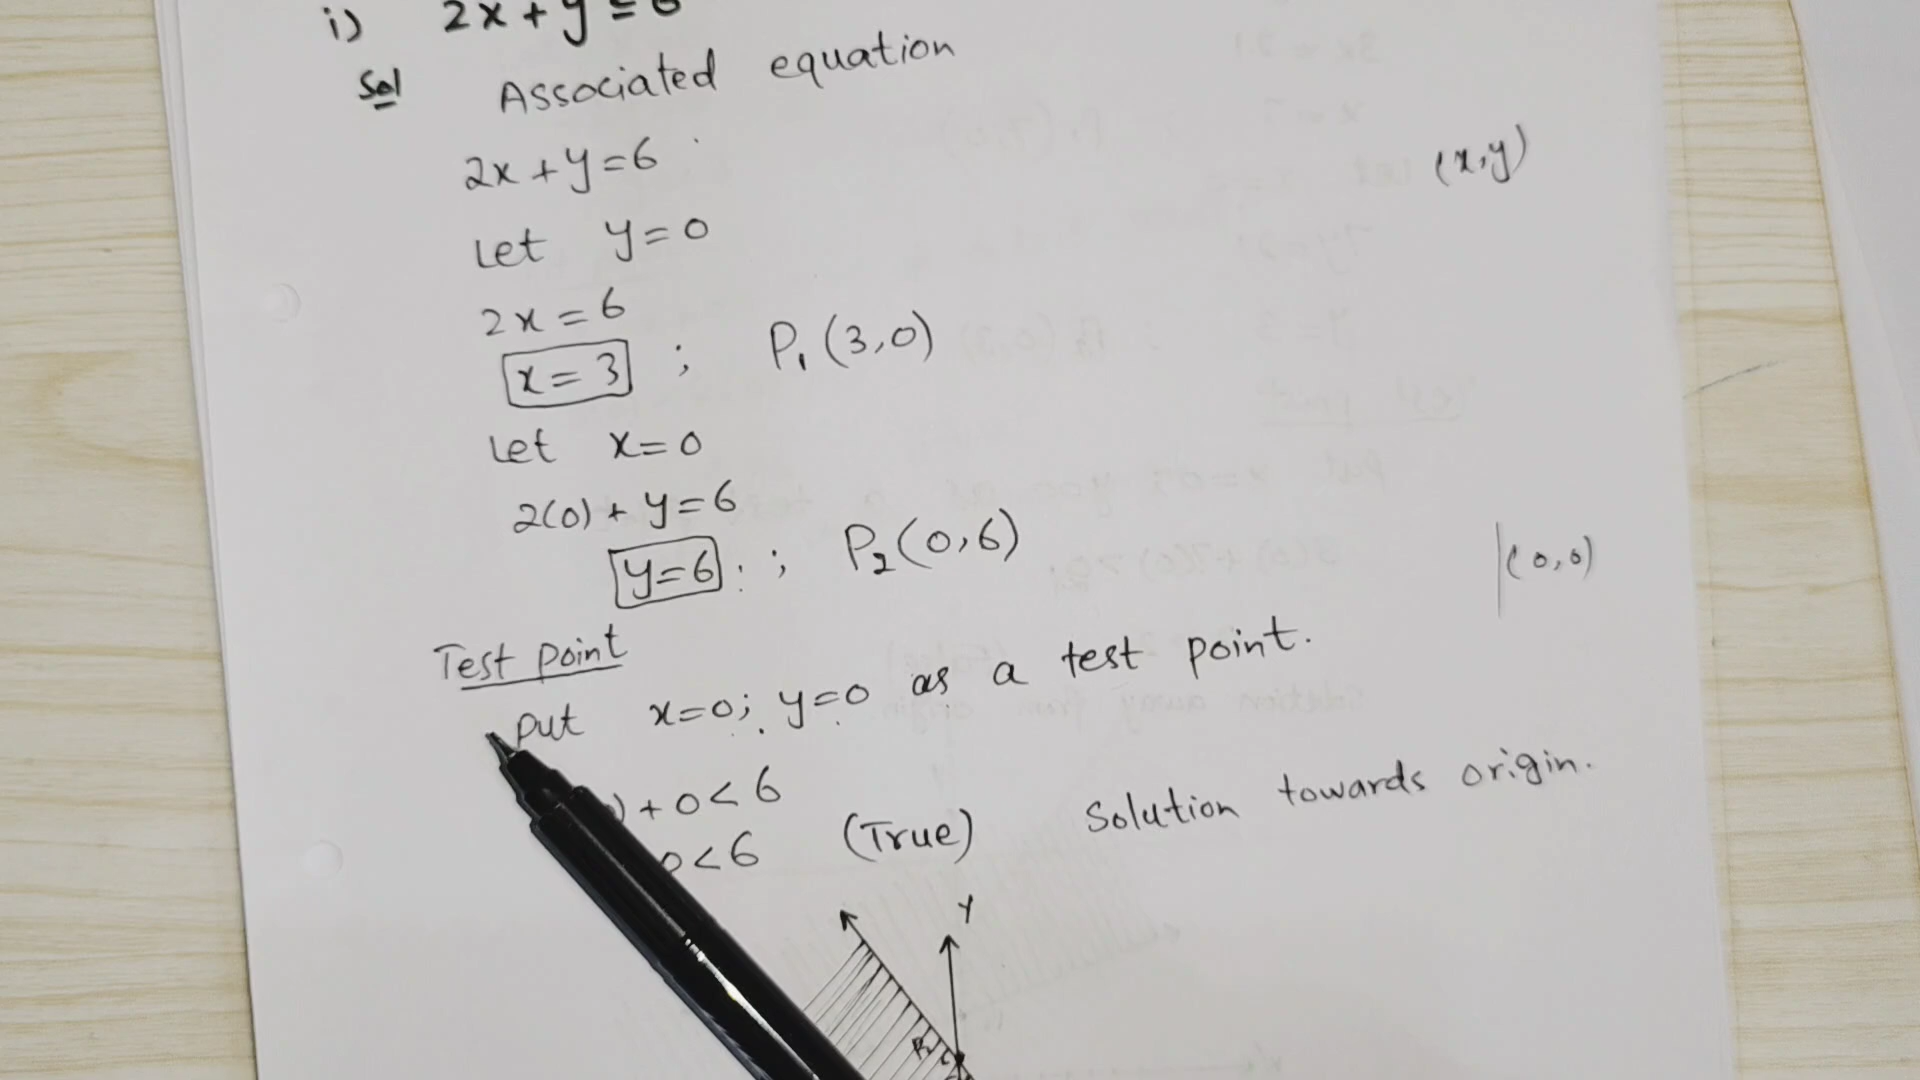 i) 2x + y ≤ 6
Sol Associated equation
2x + y = 6
(x,y)
Let y = 0
2x = 6
x = 3 ; P₁(3,0)
Let x = 0
2(0) + y = 6
y = 6 ; P₂(0,6)
(0,0)
Test point
put x=0; y=0 as a test point.
) + 0 < 6
0 < 6 (True) Solution towards origin.
Y